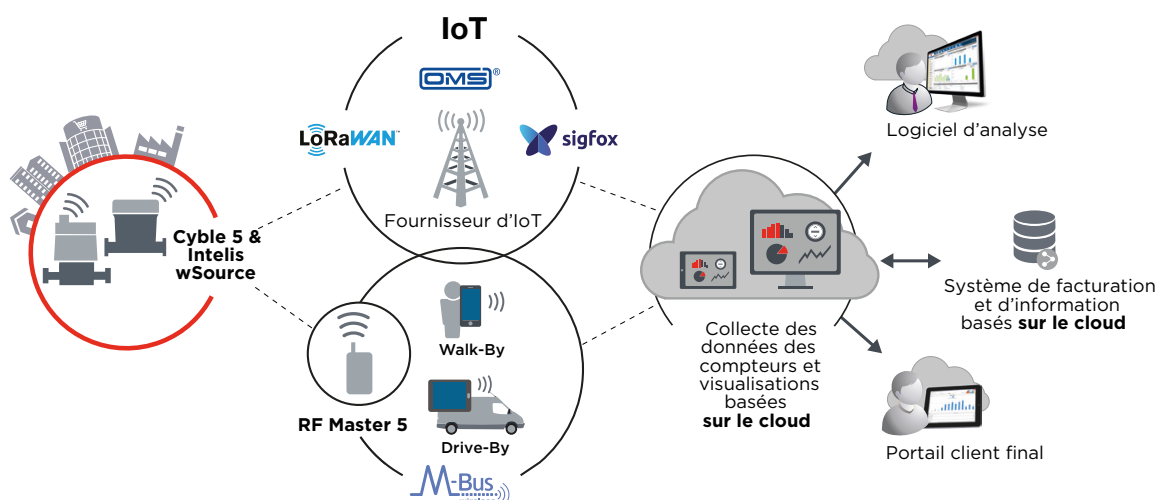 IoT
OMS®
LoRaWAN™
sigfox
Fournisseur d'IoT
Cyble 5 &
Intelis
wSource
Walk-By
RF Master 5
Drive-By
M-Bus
wireless
Collecte des
données des
compteurs et
visualisations
basées
sur le cloud
Logiciel d'analyse
Système de facturation
et d'information
basés sur le cloud
Portail client final